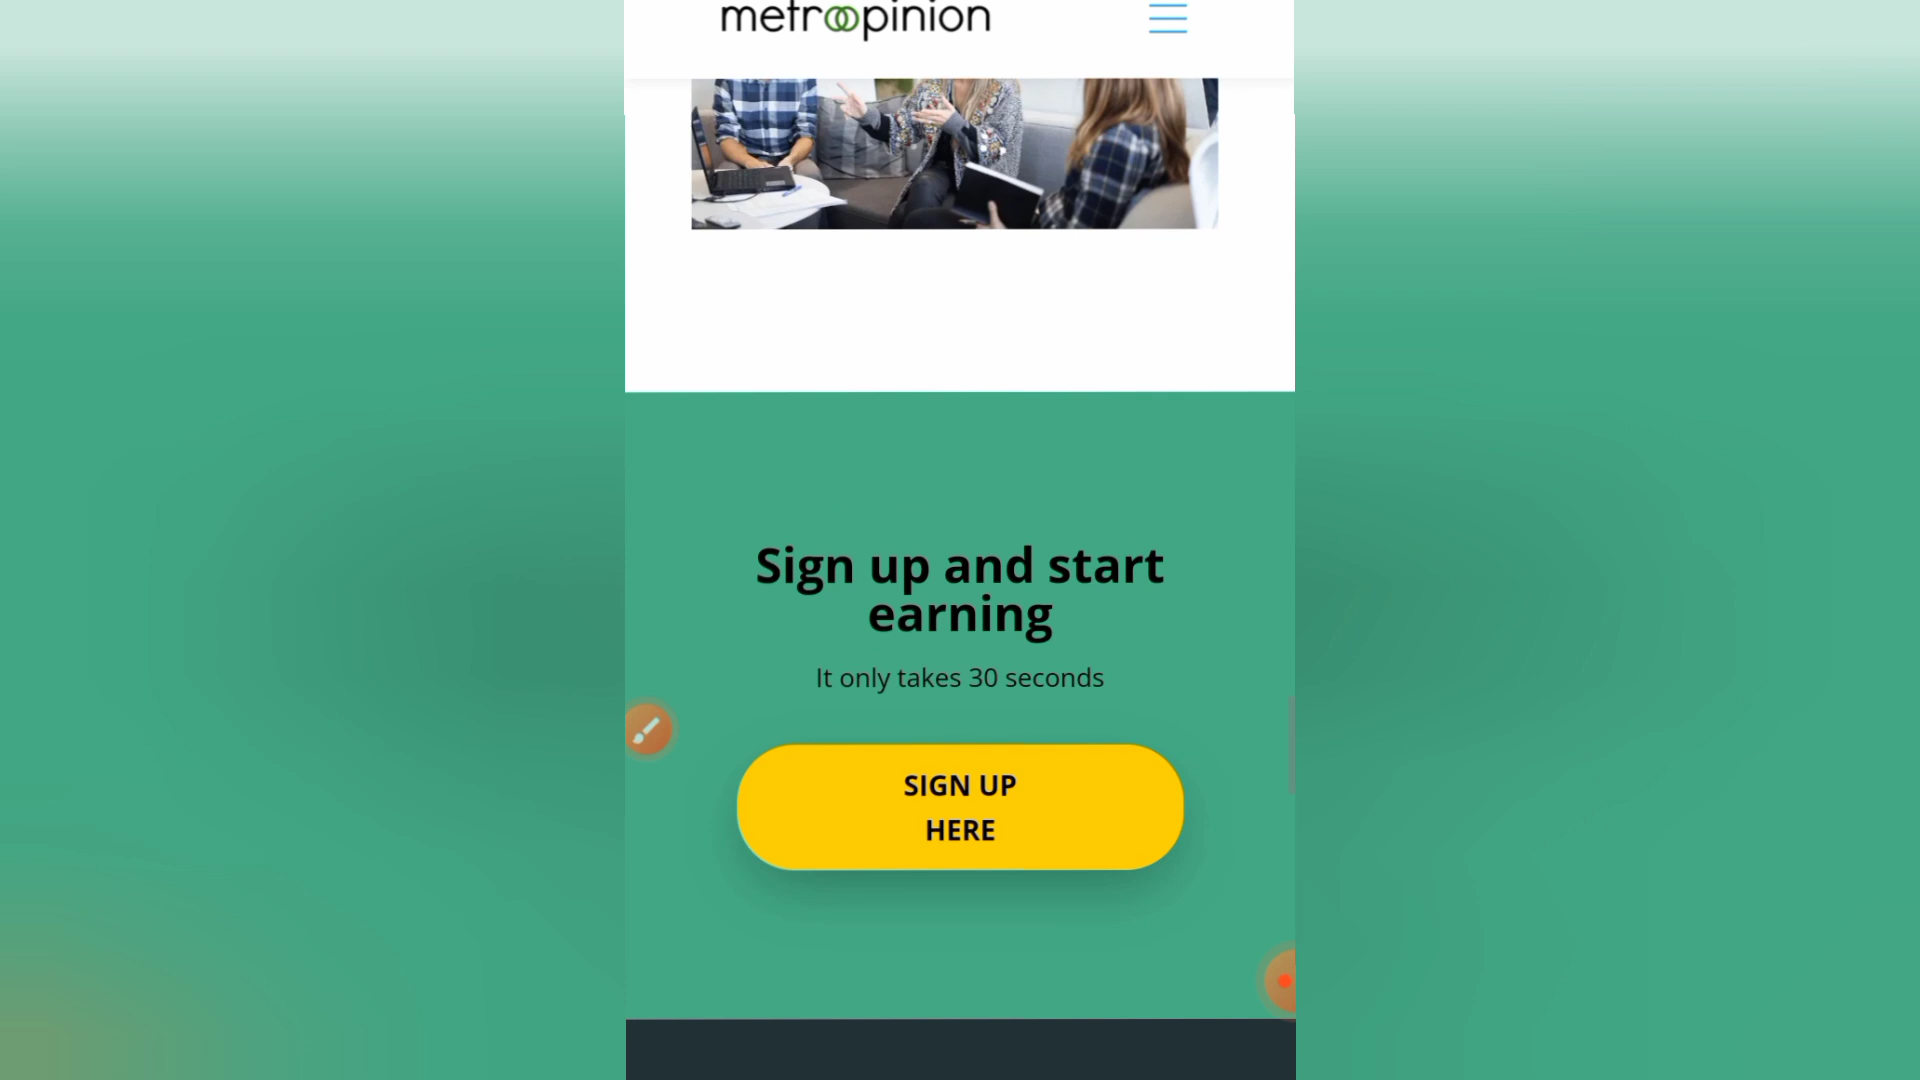 metroopinion
Sign up and start
earning
It only takes 30 seconds
SIGN UP
HERE